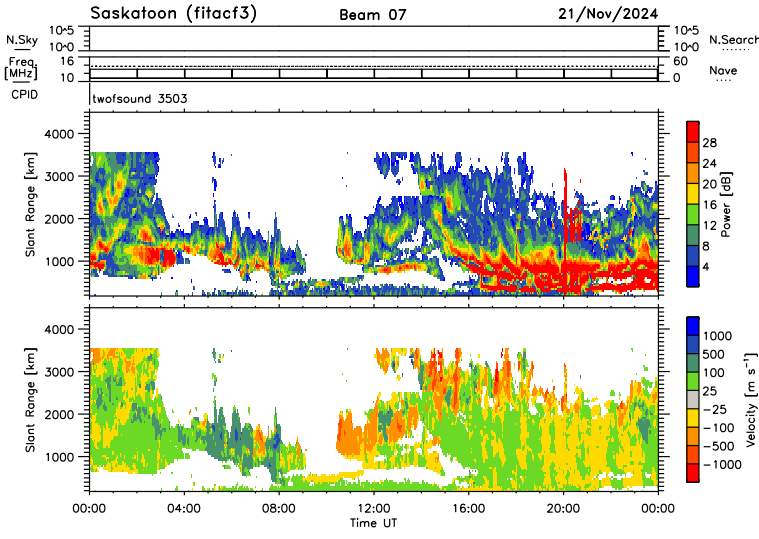 Saskatoon (fitacf3) Beam 07 21/Nov/2024
N.Sky 10^5 10^0 10^5 10^0 N.Search
Freq. [MHz] 16 10 60 0 Nave
CPID twofsound 3503
Slant Range [km] 4000 3000 2000 1000
28 24 20 16 12 8 4 Power [dB]
Slant Range [km] 4000 3000 2000 1000
1000 500 100 25 -25 -100 -500 -1000 Velocity [m s^-1]
00:00 04:00 08:00 12:00 16:00 20:00 00:00
Time UT